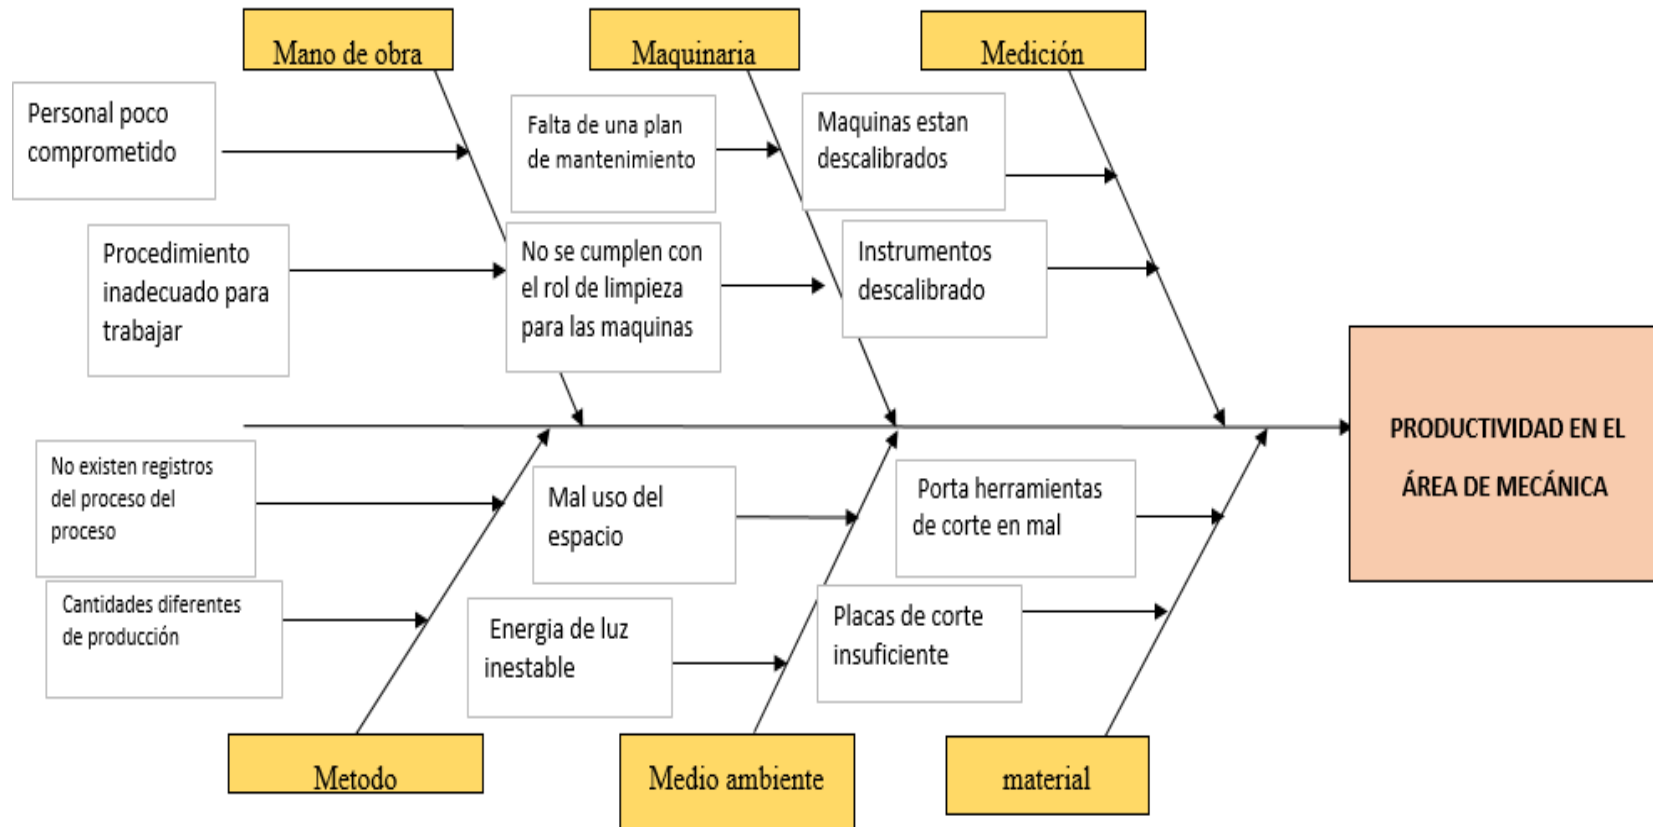 Mano de obra
Maquinaria
Medición
Personal poco
comprometido
Falta de una plan
de mantenimiento
Maquinas estan
descalibrados
Procedimiento
inadecuado para
trabajar
No se cumplen con
el rol de limpieza
para las maquinas
Instrumentos
descalibrado
PRODUCTIVIDAD EN EL
ÁREA DE MECÁNICA
No existen registros
del proceso del
proceso
Mal uso del
espacio
Porta herramientas
de corte en mal
Cantidades diferentes
de producción
Energia de luz
inestable
Placas de corte
insuficiente
Metodo
Medio ambiente
material